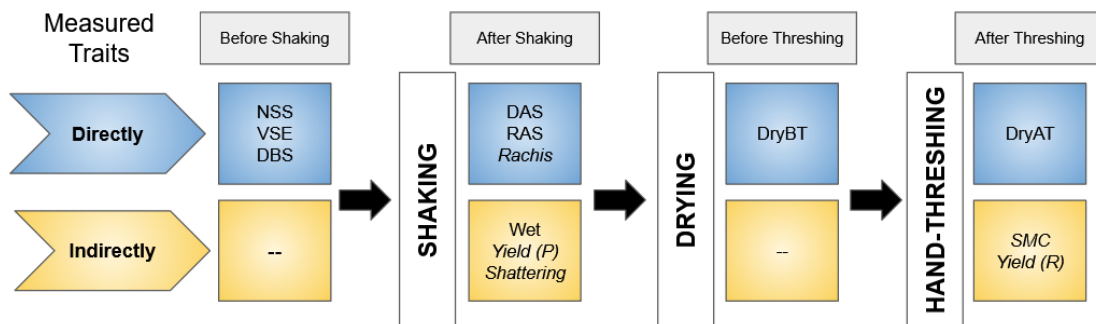 Measured
Traits
Before Shaking
After Shaking
Before Threshing
After Threshing
Directly
NSS
VSE
DBS
SHAKING
DAS
RAS
Rachis
DRYING
DryBT
HAND-THRESHING
DryAT
Indirectly
--
Wet
Yield (P)
Shattering
--
SMC
Yield (R)